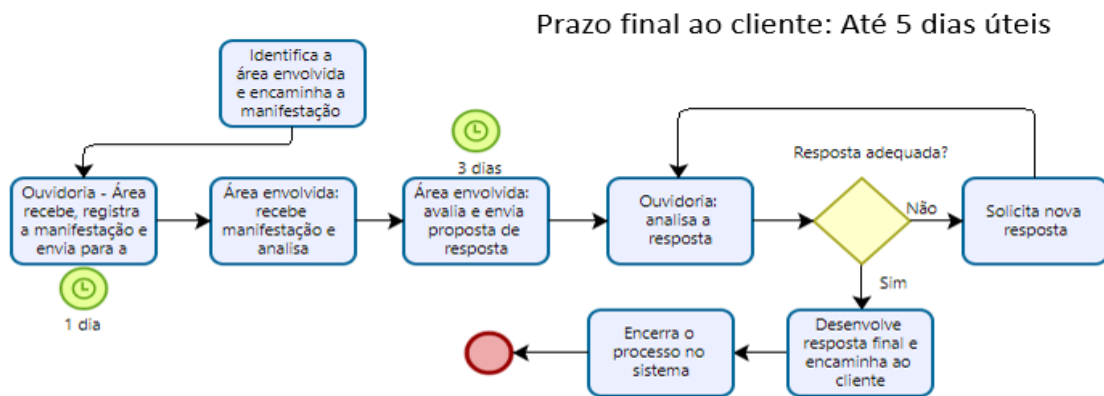 Prazo final ao cliente: Até 5 dias úteis
Identifica a
área envolvida
e encaminha a
manifestação
3 dias
Resposta adequada?
Ouvidoria - Área
recebe, registra
a manifestação e
envia para a
Área envolvida:
recebe
manifestação e
analisa
Área envolvida:
avalia e envia
proposta de
resposta
Ouvidoria:
analisa a
resposta
Não
Solicita nova
resposta
1 dia
Sim
Encerra o
processo no
sistema
Desenvolve
resposta final e
encaminha ao
cliente